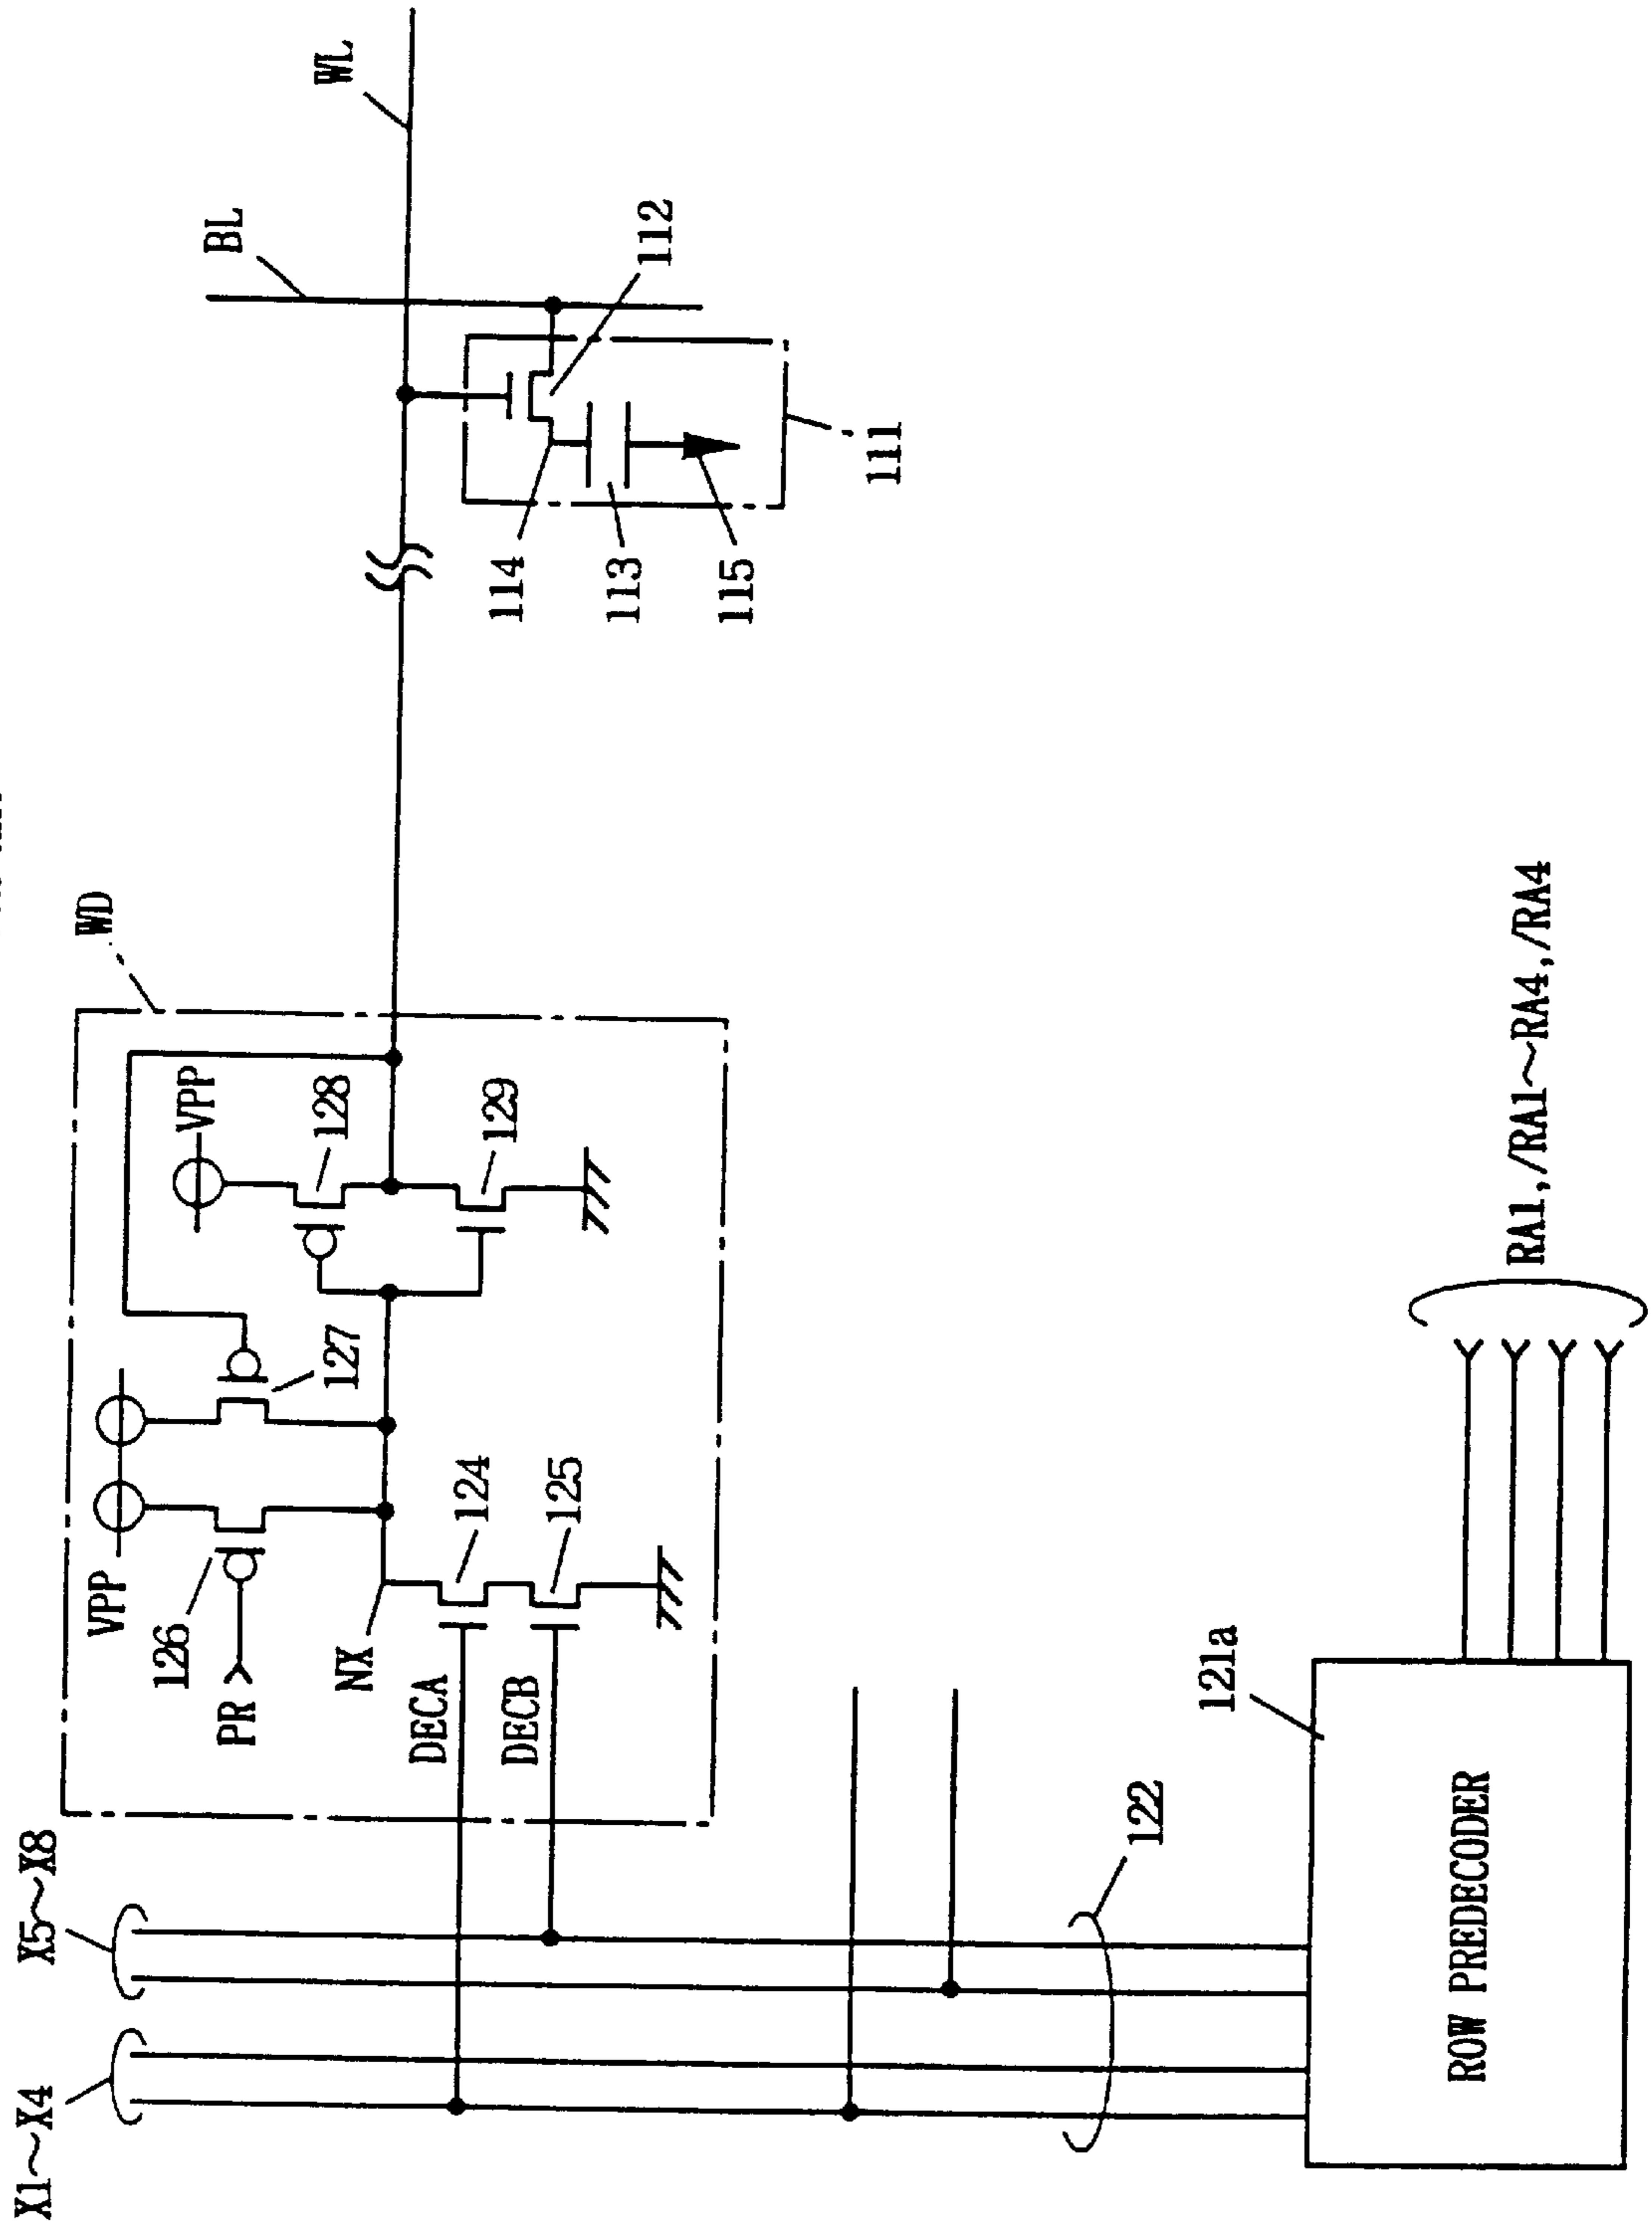 X1~X4
X5~X8
WD
VPP
VPP
126
127
128
PR
NX
DECA
DECB
124
125
129
WL
BL
112
114
113
115
111
122
121a
ROW PREDECODER
RA1,/RA1~RA4,/RA4